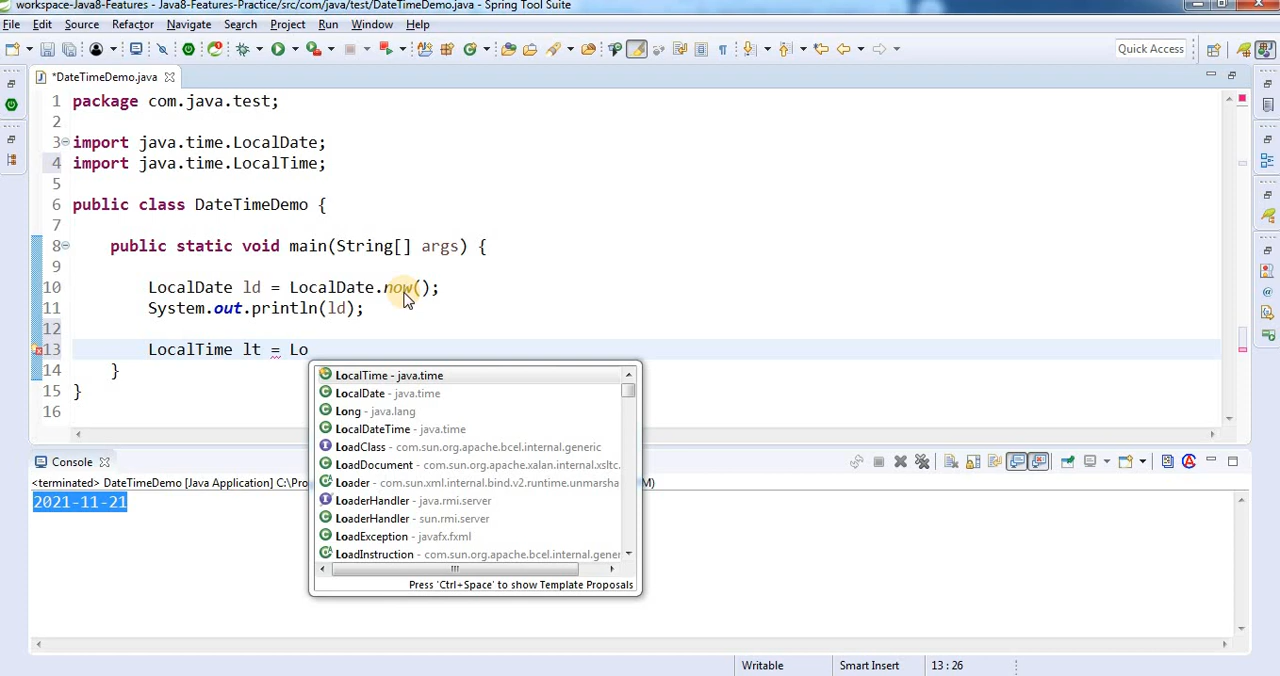 workspace-Java8-Features - Java8-Features-Practice/src/com/java/test/DateTimeDemo.java - Spring Tool Suite
File Edit Source Refactor Navigate Search Project Run Window Help
Quick Access
*DateTimeDemo.java
1 package com.java.test;
2
3 import java.time.LocalDate;
4 import java.time.LocalTime;
5
6 public class DateTimeDemo {
7
8 public static void main(String[] args) {
9
10 LocalDate ld = LocalDate.now();
11 System.out.println(ld);
12
13 LocalTime lt = Lo
14 }
15 }
16
LocalTime - java.time
LocalDate - java.time
Long - java.lang
LocalDateTime - java.time
LoadClass - com.sun.org.apache.bcel.internal.generic
LoadDocument - com.sun.org.apache.xalan.internal.xsltc.
Loader - com.sun.xml.internal.bind.v2.runtime.unmarsha
LoaderHandler - java.rmi.server
LoaderHandler - sun.rmi.server
LoadException - javafx.fxml
LoadInstruction - com.sun.org.apache.bcel.internal.gener
Press 'Ctrl+Space' to show Template Proposals
Console
<terminated> DateTimeDemo [Java Application] C:\Pro M)
2021-11-21
Writable Smart Insert 13 : 26